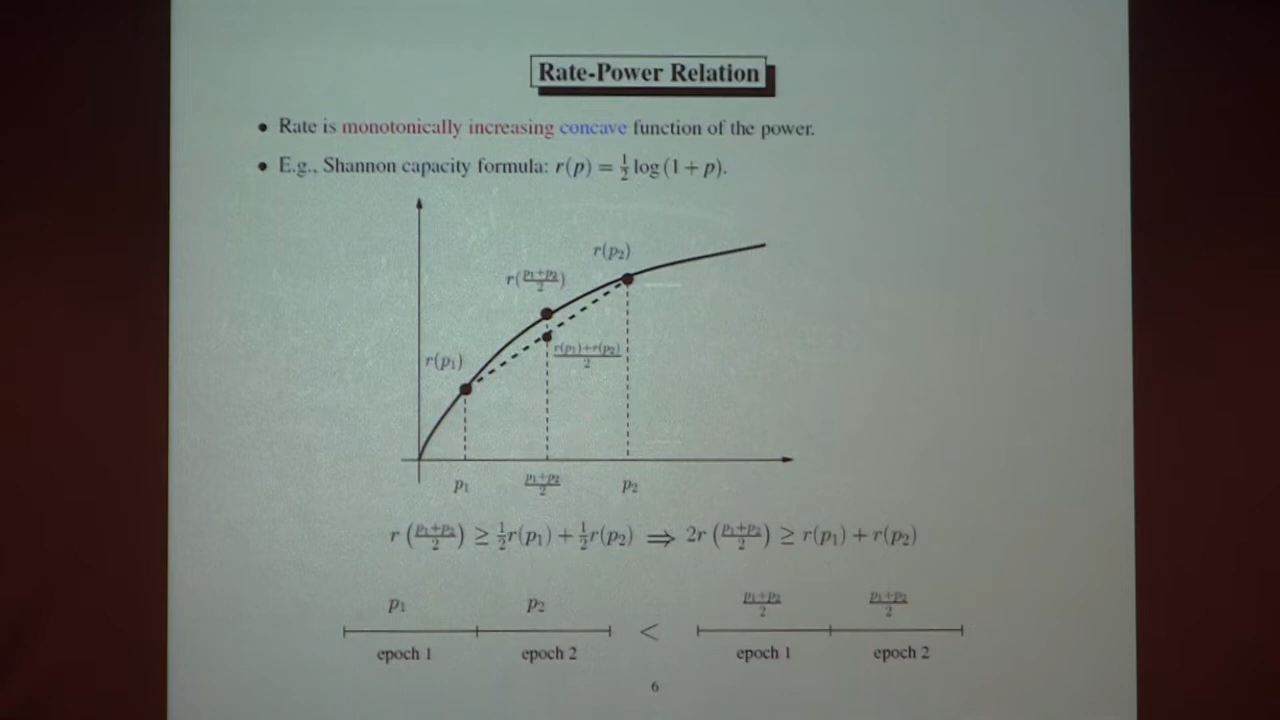 Rate-Power Relation
• Rate is monotonically increasing concave function of the power.
• E.g., Shannon capacity formula: r(p) = 1/2 log (1 + p).
r(p₂)
r(p₁+p₂/2)
r(p₁)+r(p₂)/2
r(p₁)
p₁ p₁+p₂/2 p₂
r (p₁+p₂/2) ≥ 1/2 r(p₁) + 1/2 r(p₂) ⟹ 2r (p₁+p₂/2) ≥ r(p₁) + r(p₂)
p₁ p₂ p₁+p₂/2 p₁+p₂/2
<
epoch 1 epoch 2 epoch 1 epoch 2
6